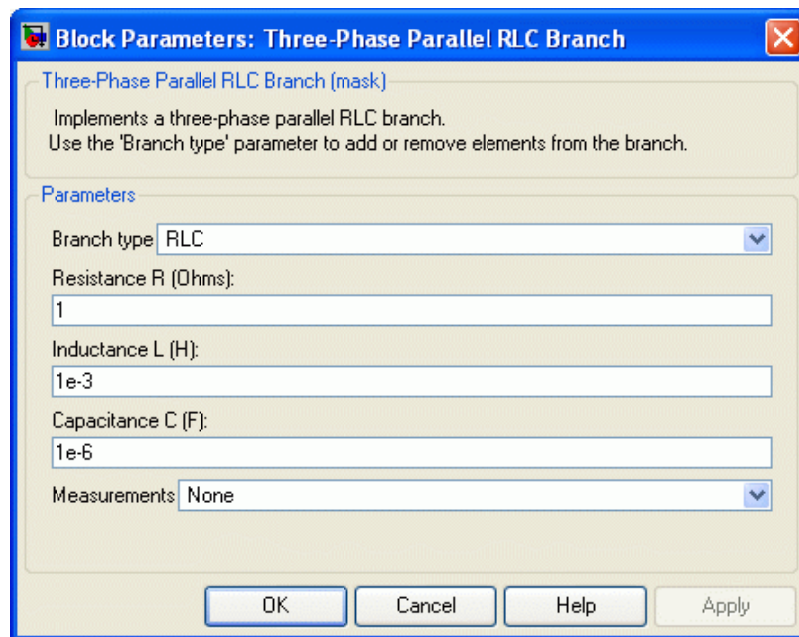 Block Parameters: Three-Phase Parallel RLC Branch
Three-Phase Parallel RLC Branch (mask)
Implements a three-phase parallel RLC branch.
Use the 'Branch type' parameter to add or remove elements from the branch.
Parameters
Branch type RLC
Resistance R (Ohms):
1
Inductance L (H):
1e-3
Capacitance C (F):
1e-6
Measurements None
OK Cancel Help Apply